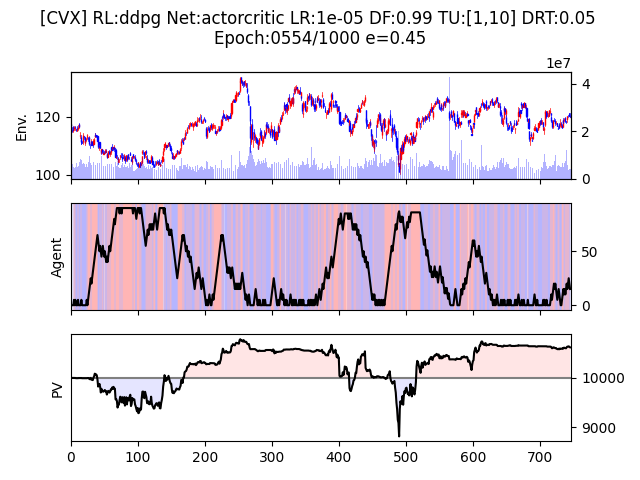 [CVX] RL:ddpg Net:actorcritic LR:1e-05 DF:0.99 TU:[1,10] DRT:0.05
Epoch:0554/1000 e=0.45
1e7
Env.
120
100
4
2
0
Agent
50
0
PV
10000
9000
0 100 200 300 400 500 600 700